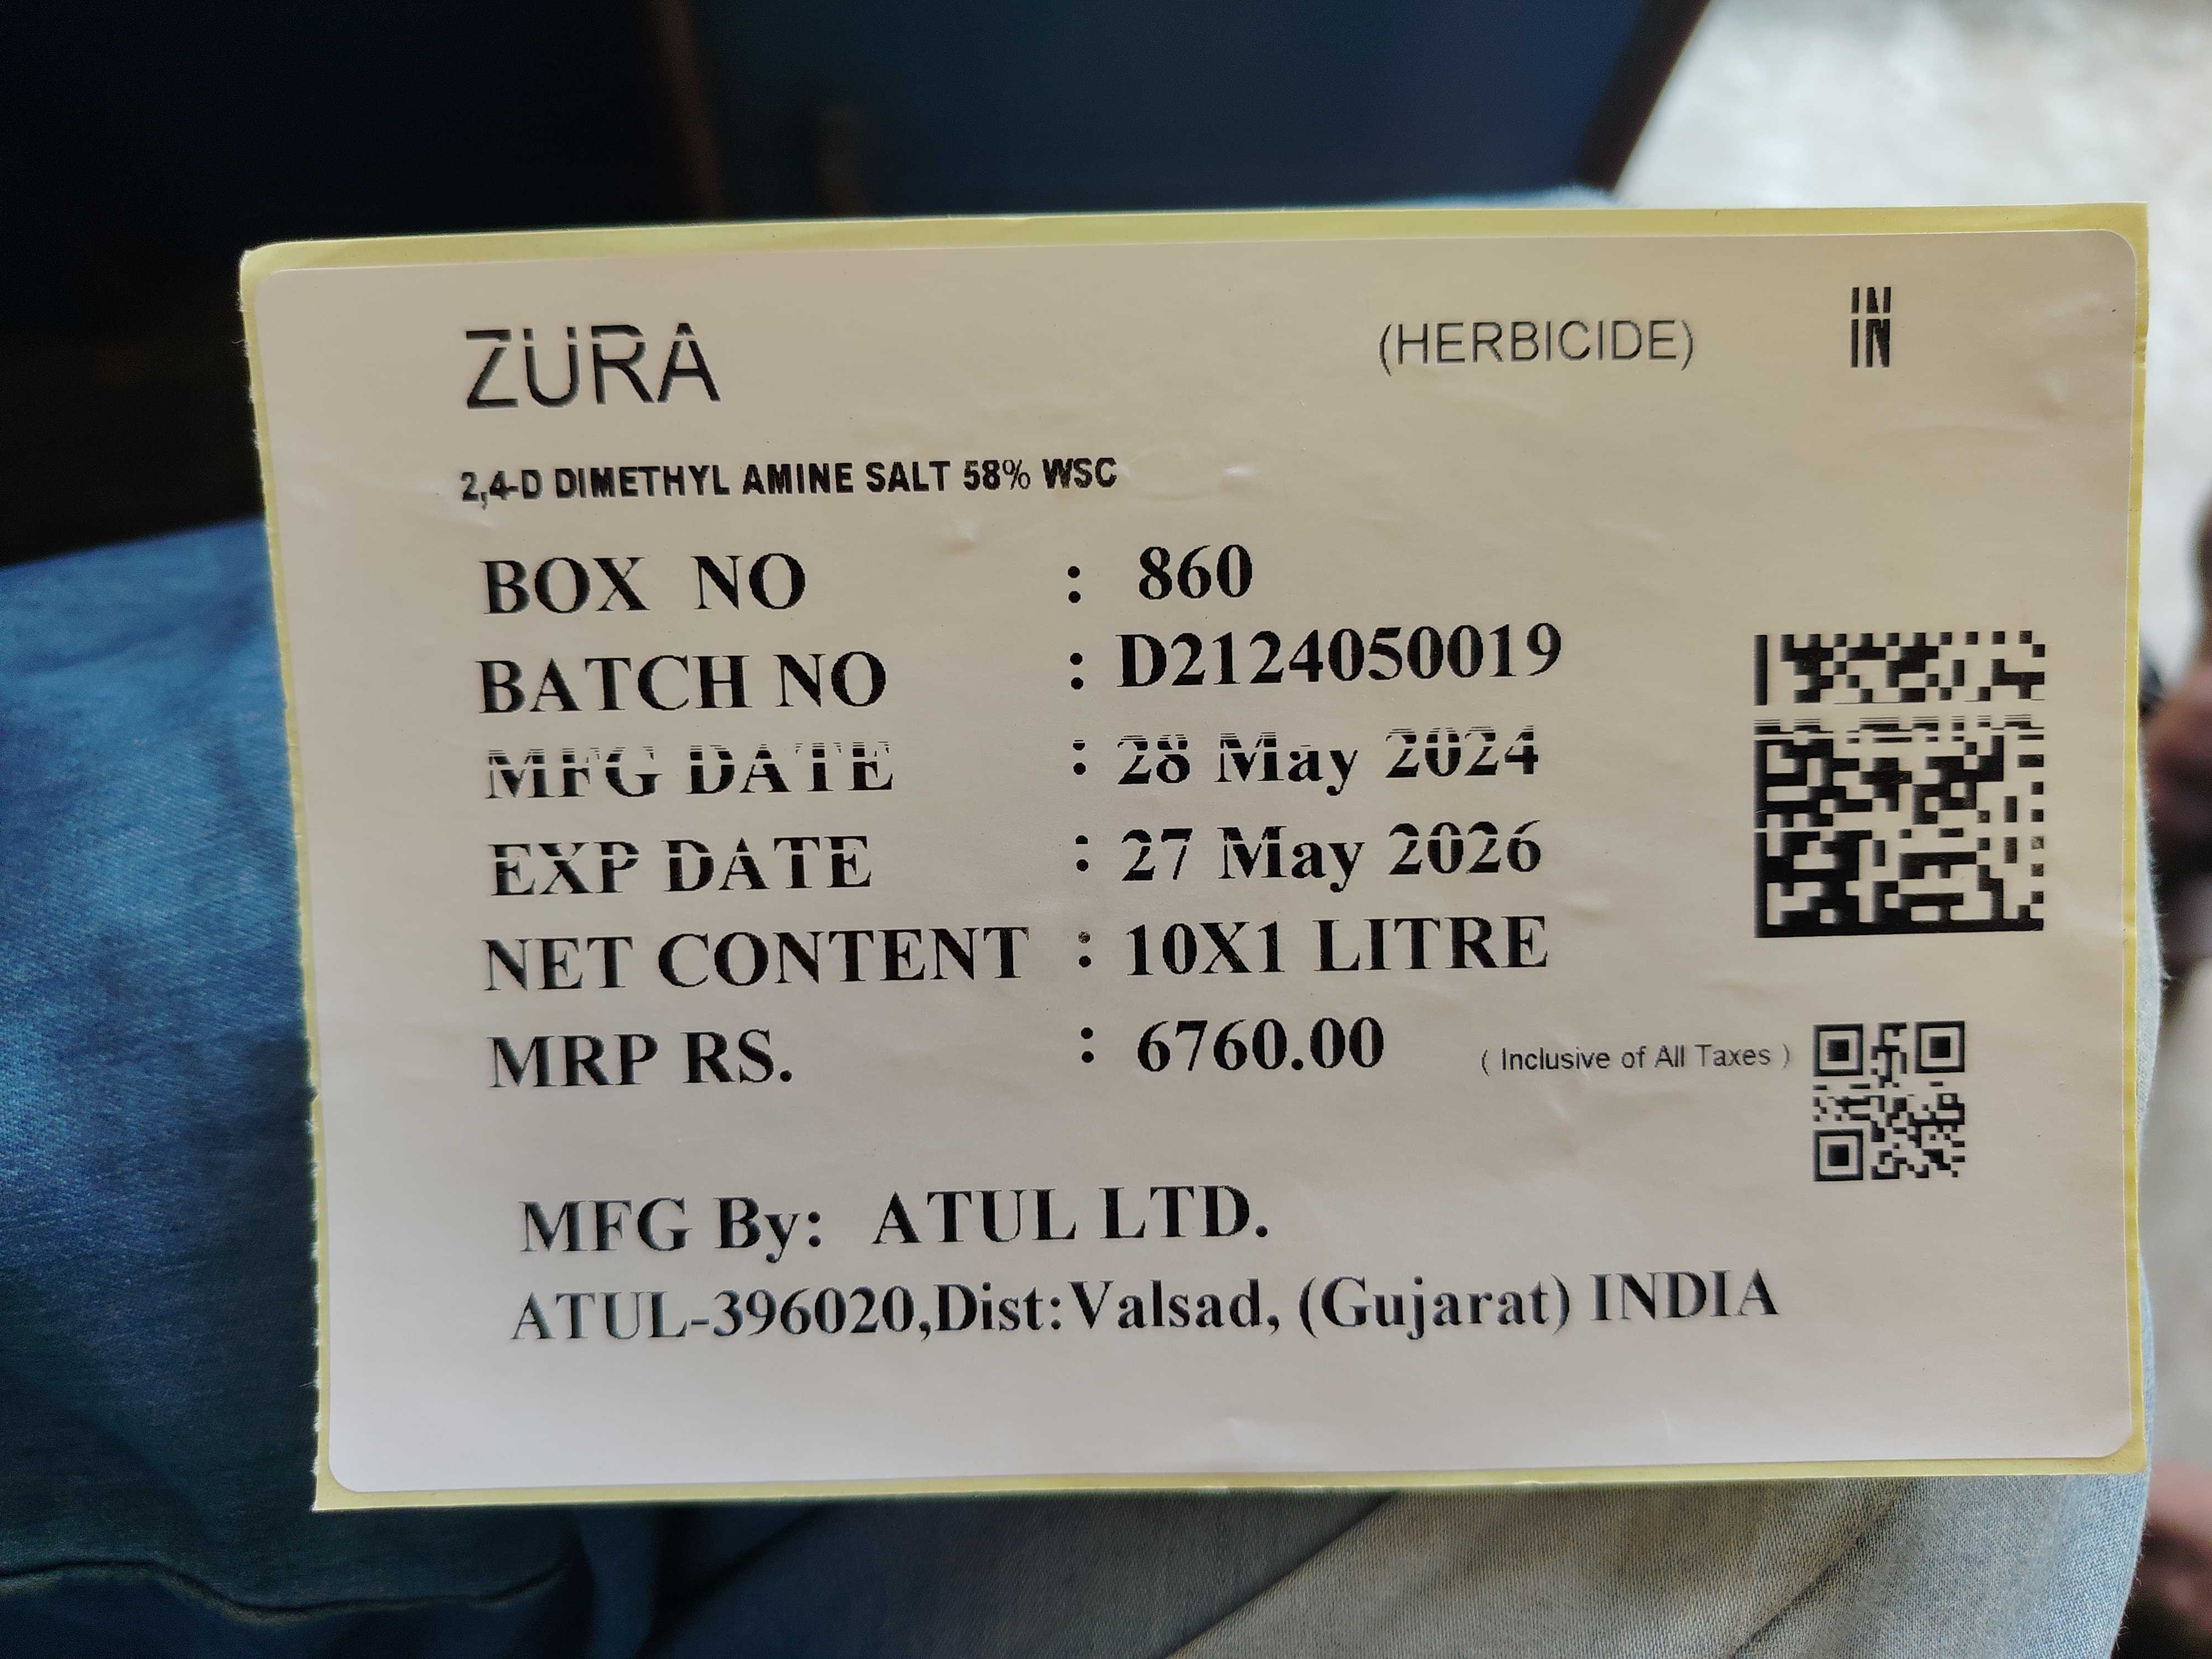 ZURA (HERBICIDE) IN
2,4-D DIMETHYL AMINE SALT 58% WSC
BOX NO : 860
BATCH NO : D2124050019
MFG DATE : 28 May 2024
EXP DATE : 27 May 2026
NET CONTENT : 10X1 LITRE
MRP RS. : 6760.00 ( Inclusive of All Taxes )
MFG By: ATUL LTD.
ATUL-396020,Dist:Valsad, (Gujarat) INDIA